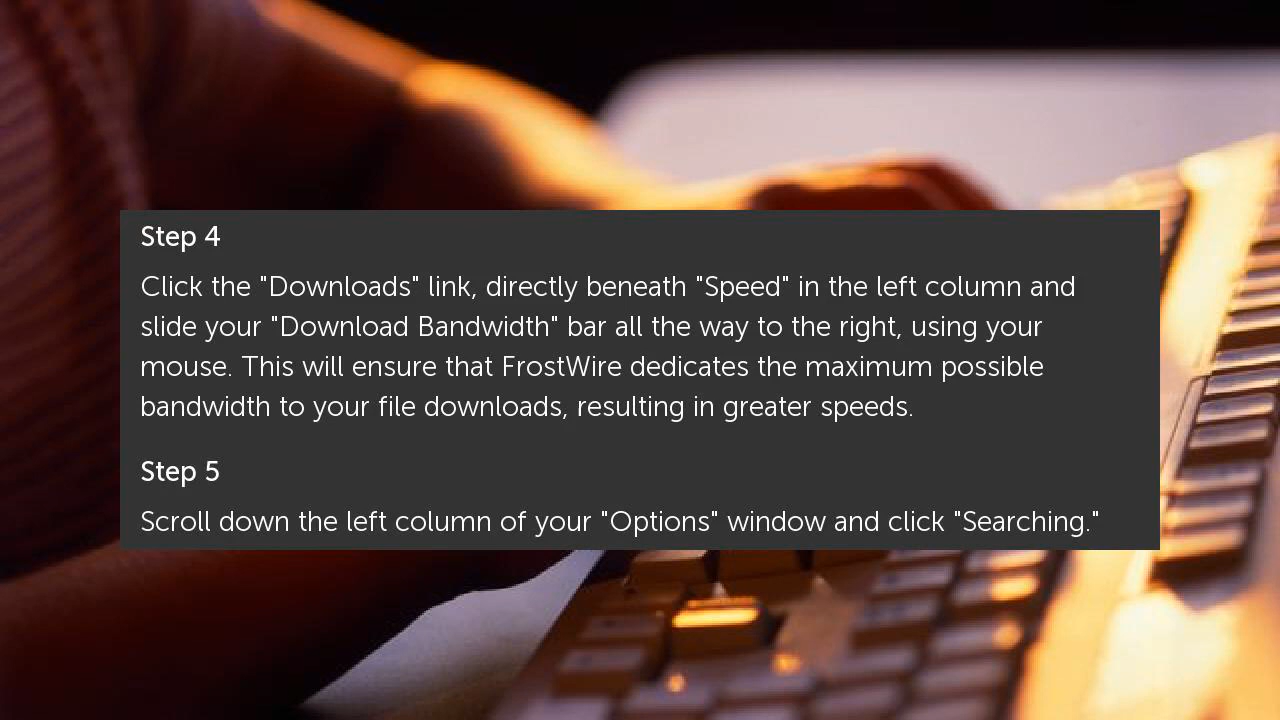 Step 4
Click the "Downloads" link, directly beneath "Speed" in the left column and
slide your "Download Bandwidth" bar all the way to the right, using your
mouse. This will ensure that FrostWire dedicates the maximum possible
bandwidth to your file downloads, resulting in greater speeds.
Step 5
Scroll down the left column of your "Options" window and click "Searching."